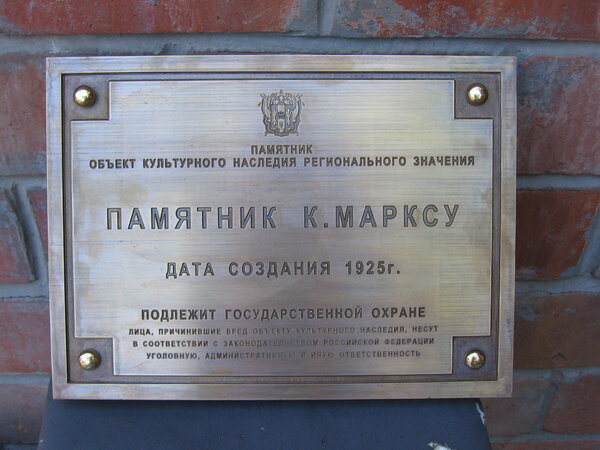 ПАМЯТНИК
ОБЪЕКТ КУЛЬТУРНОГО НАСЛЕДИЯ РЕГИОНАЛЬНОГО ЗНАЧЕНИЯ
ПАМЯТНИК К.МАРКСУ
ДАТА СОЗДАНИЯ 1925г.
ПОДЛЕЖИТ ГОСУДАРСТВЕННОЙ ОХРАНЕ
ЛИЦА, ПРИЧИНИВШИЕ ВРЕД ОБЪЕКТУ КУЛЬТУРНОГО НАСЛЕДИЯ, НЕСУТ
В СООТВЕТСТВИИ С ЗАКОНОДАТЕЛЬСТВОМ РОССИЙСКОЙ ФЕДЕРАЦИИ
УГОЛОВНУЮ, АДМИНИСТРАТИВНУЮ И ИНУЮ ОТВЕТСТВЕННОСТЬ